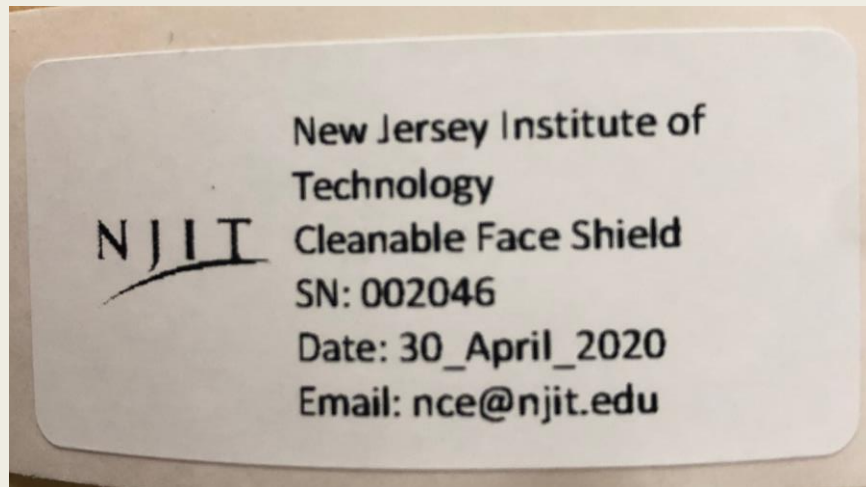 NJIT
New Jersey Institute of
Technology
Cleanable Face Shield
SN: 002046
Date: 30_April_2020
Email: nce@njit.edu